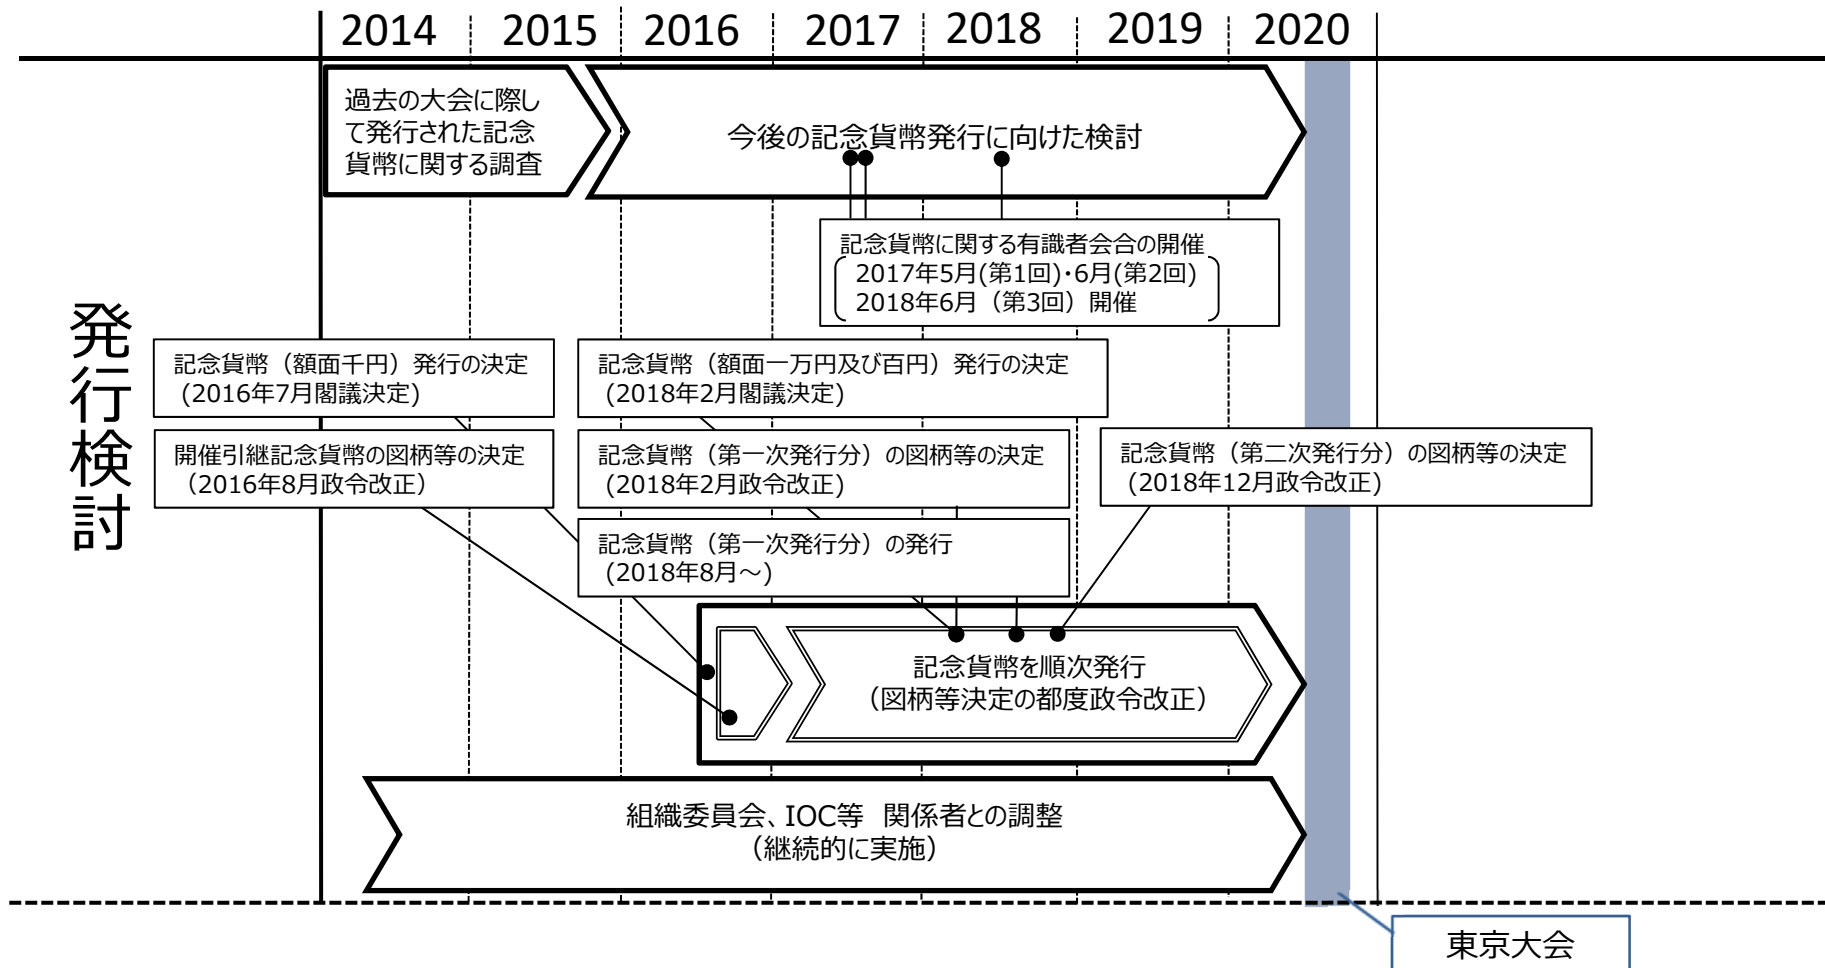 2014 2015 2016 2017 2018 2019 2020
過去の大会に際し
て発行された記念
貨幣に関する調査
今後の記念貨幣発行に向けた検討
記念貨幣に関する有識者会合の開催
2017年5月(第1回)・6月(第2回)
2018年6月（第3回）開催
発行検討
記念貨幣（額面千円）発行の決定
(2016年7月閣議決定)
記念貨幣（額面一万円及び百円）発行の決定
(2018年2月閣議決定)
開催引継記念貨幣の図柄等の決定
（2016年8月政令改正）
記念貨幣（第一次発行分）の図柄等の決定
(2018年2月政令改正)
記念貨幣（第二次発行分）の図柄等の決定
(2018年12月政令改正)
記念貨幣（第一次発行分）の発行
(2018年8月～)
記念貨幣を順次発行
（図柄等決定の都度政令改正）
組織委員会、IOC等　関係者との調整
（継続的に実施）
東京大会